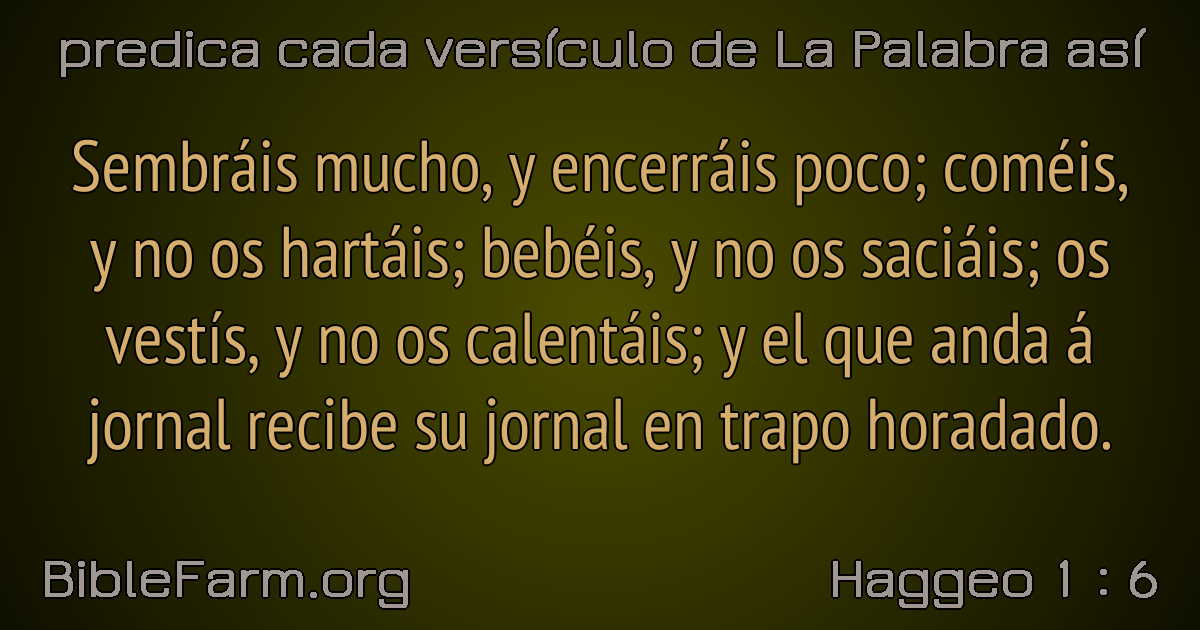 predica cada versículo de La Palabra así
Sembráis mucho, y encerráis poco; coméis,
y no os hartáis; bebéis, y no os saciáis; os
vestís, y no os calentáis; y el que anda á
jornal recibe su jornal en trapo horadado.
BibleFarm.org
Haggeo 1 : 6